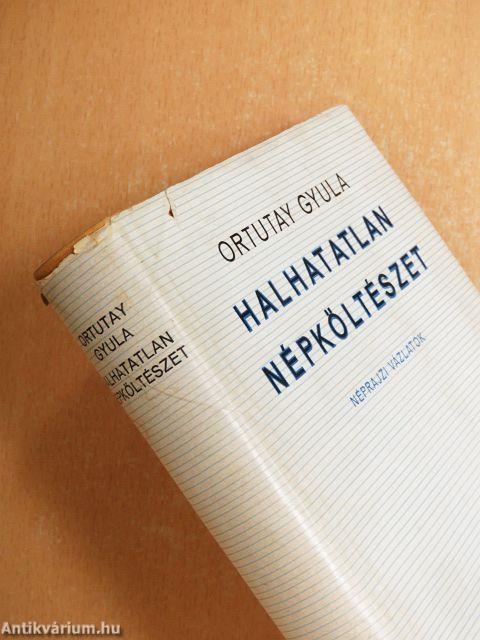 ORTUTAY GYULA
HALHATATLAN
NÉPKÖLTÉSZET
NÉPRAJZI VÁZLATOK
ORTUTAY
GYULA
HALHATATLAN
NÉPKÖLTÉSZET
Antikvárium.hu